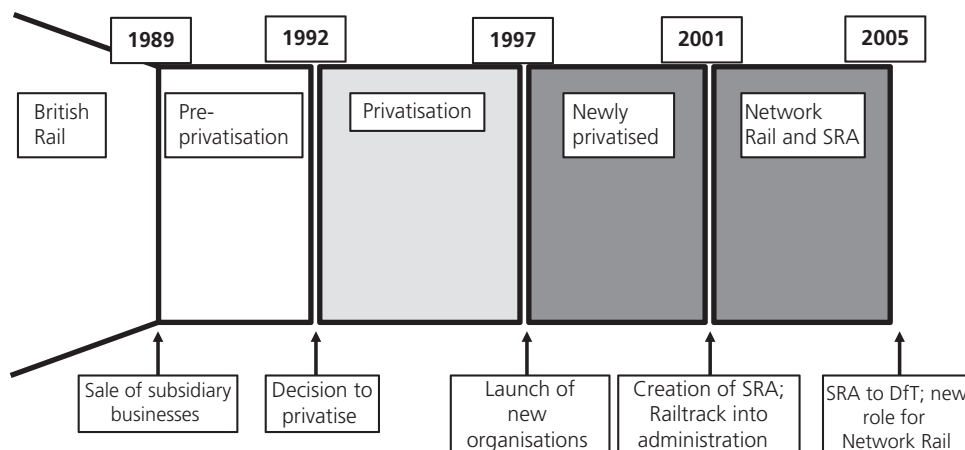 1989
1992
1997
2001
2005
British
Rail
Pre-
privatisation
Privatisation
Newly
privatised
Network
Rail and SRA
Sale of subsidiary
businesses
Decision to
privatise
Launch of
new
organisations
Creation of SRA;
Railtrack into
administration
SRA to DfT; new
role for
Network Rail